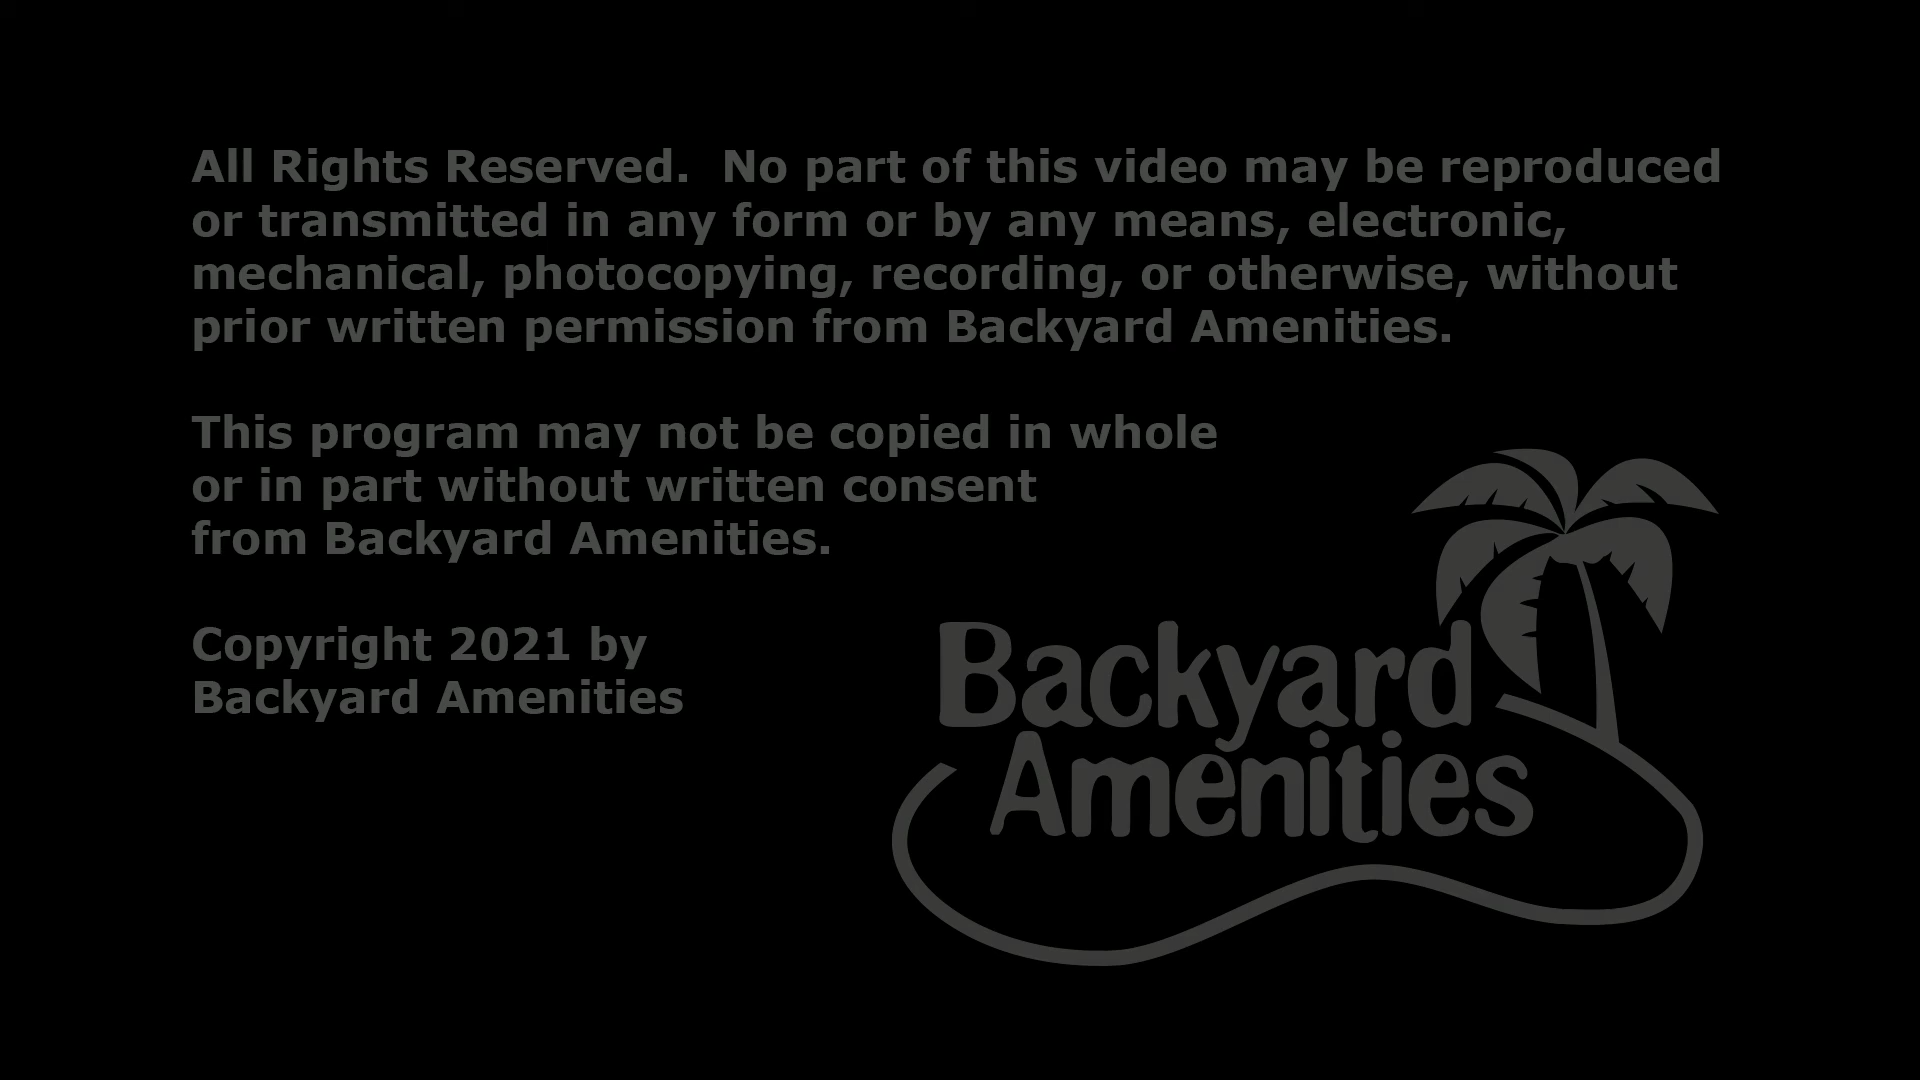 All Rights Reserved.  No part of this video may be reproduced
or transmitted in any form or by any means, electronic,
mechanical, photocopying, recording, or otherwise, without
prior written permission from Backyard Amenities.
This program may not be copied in whole
or in part without written consent
from Backyard Amenities.
Copyright 2021 by
Backyard Amenities
Backyard
Amenities